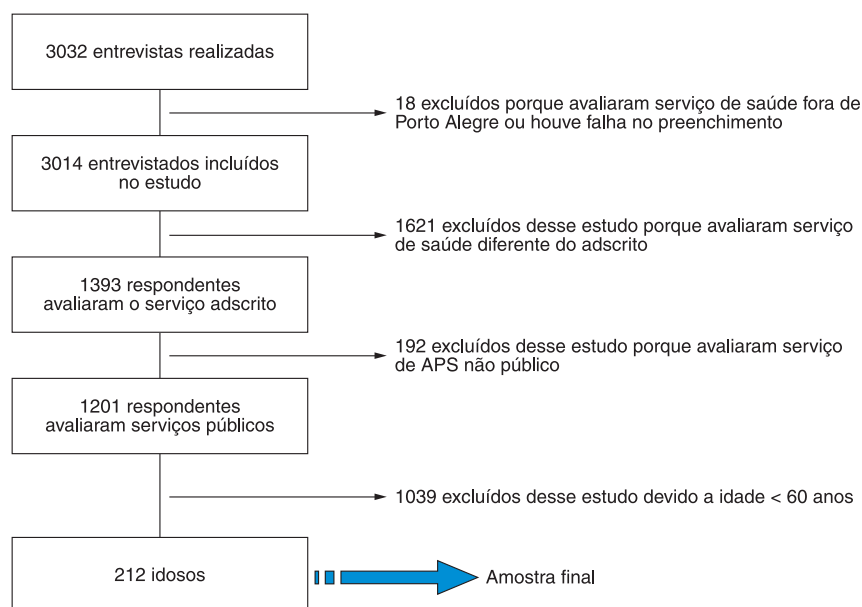 3032 entrevistas realizadas
18 excluídos porque avaliaram serviço de saúde fora de
Porto Alegre ou houve falha no preenchimento
3014 entrevistados incluídos
no estudo
1621 excluídos desse estudo porque avaliaram serviço
de saúde diferente do adscrito
1393 respondentes
avaliaram o serviço adscrito
192 excluídos desse estudo porque avaliaram serviço
de APS não público
1201 respondentes
avaliaram serviços públicos
1039 excluídos desse estudo devido a idade < 60 anos
212 idosos
Amostra final